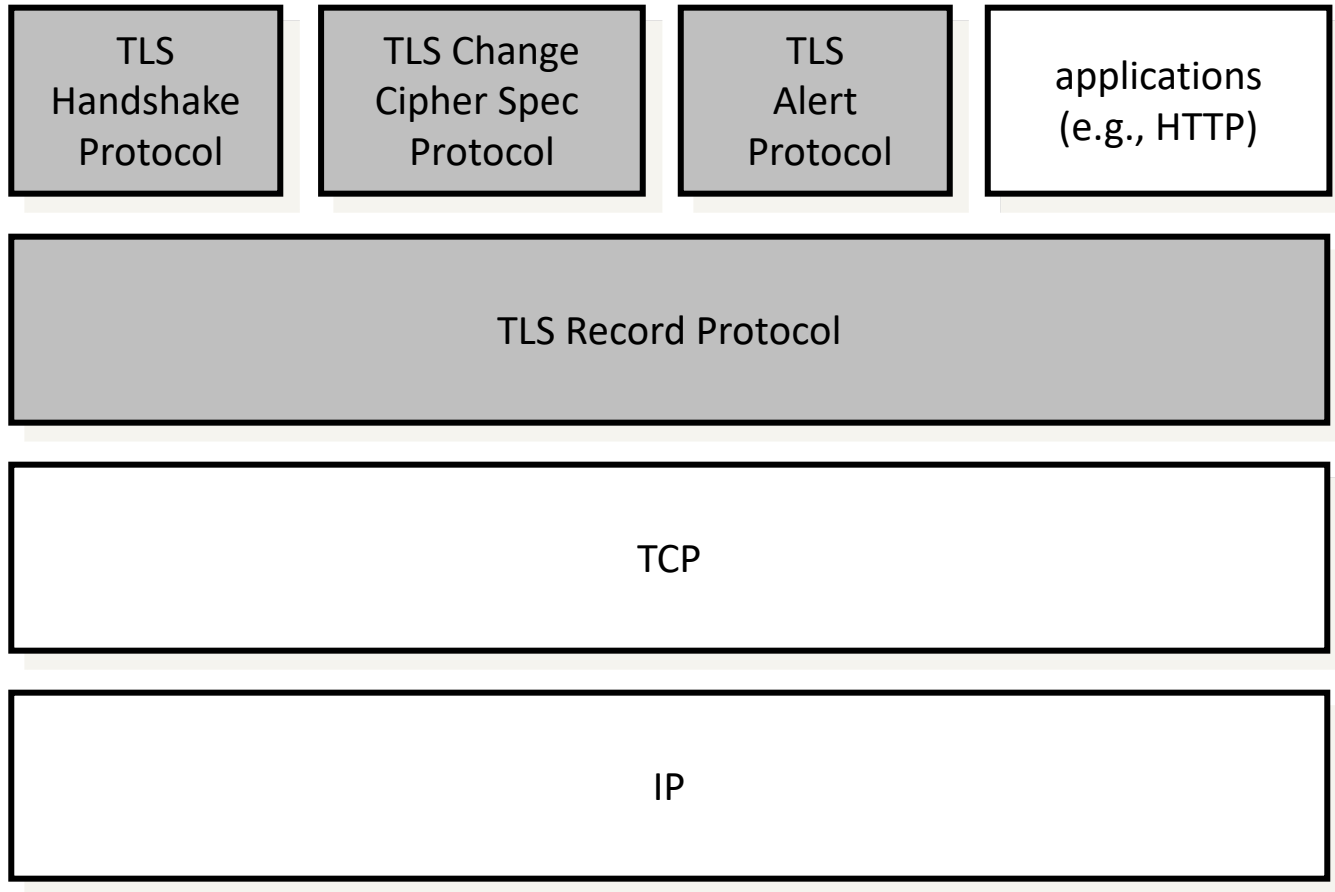 TLS
Handshake
Protocol
TLS Change
Cipher Spec
Protocol
TLS
Alert
Protocol
applications
(e.g., HTTP)
TLS Record Protocol
TCP
IP